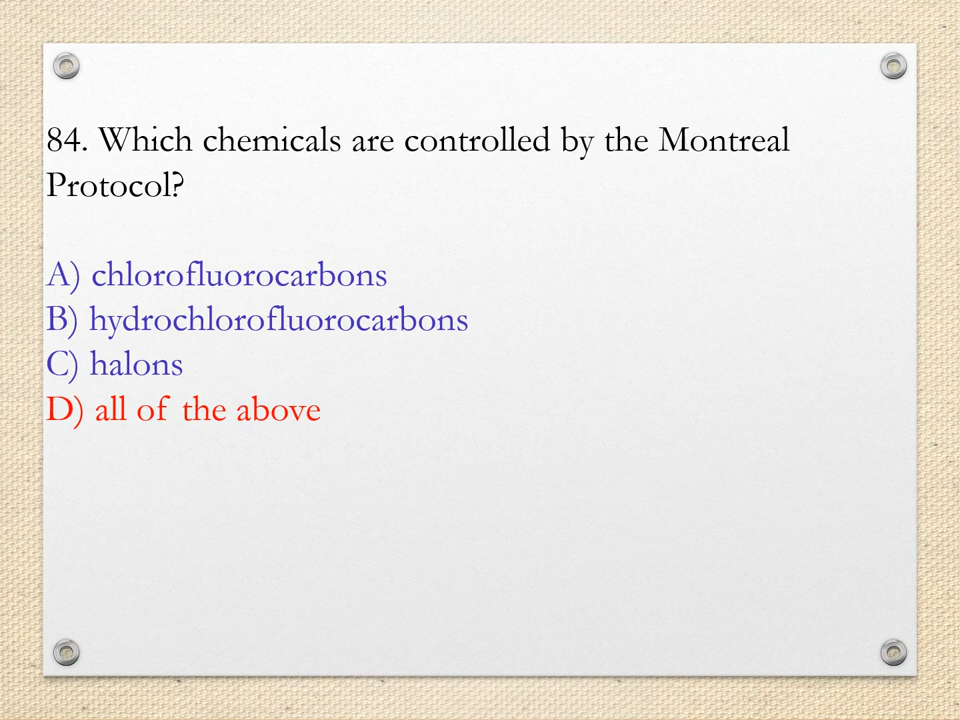 84. Which chemicals are controlled by the Montreal
Protocol?
A) chlorofluorocarbons
B) hydrochlorofluorocarbons
C) halons
D) all of the above